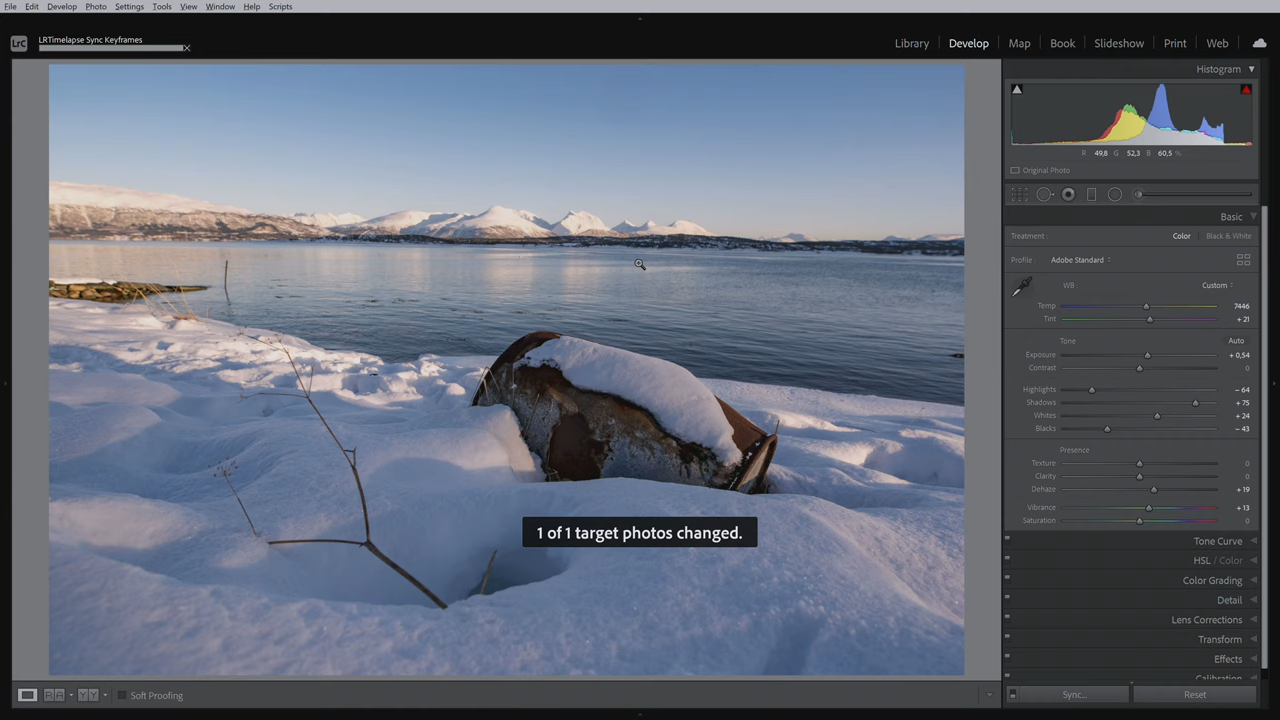 File Edit Develop Photo Settings Tools View Window Help Scripts
LrC
LRTimelapse Sync Keyframes
Library Develop Map Book Slideshow Print Web
Histogram
R 49,8 G 52,3 B 60,5 %
Original Photo
Basic
Treatment: Color Black & White
Profile: Adobe Standard
WB: Custom
Temp 7446
Tint + 21
Tone Auto
Exposure + 0,54
Contrast 0
Highlights – 64
Shadows + 75
Whites + 24
Blacks – 43
Presence
Texture 0
Clarity 0
Dehaze + 19
Vibrance + 13
Saturation 0
1 of 1 target photos changed.
Tone Curve
HSL / Color
Color Grading
Detail
Lens Corrections
Transform
Effects
Calibration
Soft Proofing
Sync...
Reset